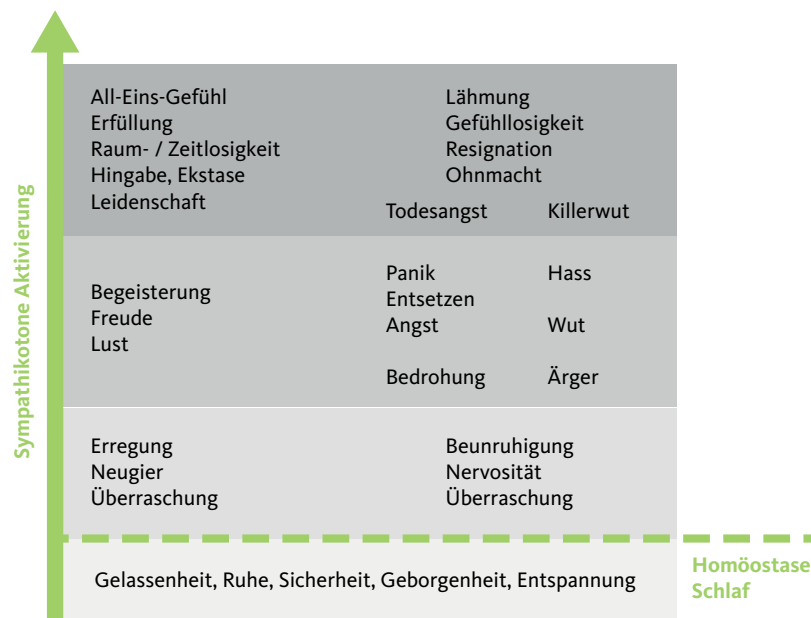 Sympathikotone Aktivierung
All-Eins-Gefühl
Erfüllung
Raum- / Zeitlosigkeit
Hingabe, Ekstase
Leidenschaft
Lähmung
Gefühllosigkeit
Resignation
Ohnmacht
Todesangst Killerwut
Begeisterung
Freude
Lust
Panik Hass
Entsetzen
Angst Wut
Bedrohung Ärger
Erregung
Neugier
Überraschung
Beunruhigung
Nervosität
Überraschung
Gelassenheit, Ruhe, Sicherheit, Geborgenheit, Entspannung
Homöostase
Schlaf